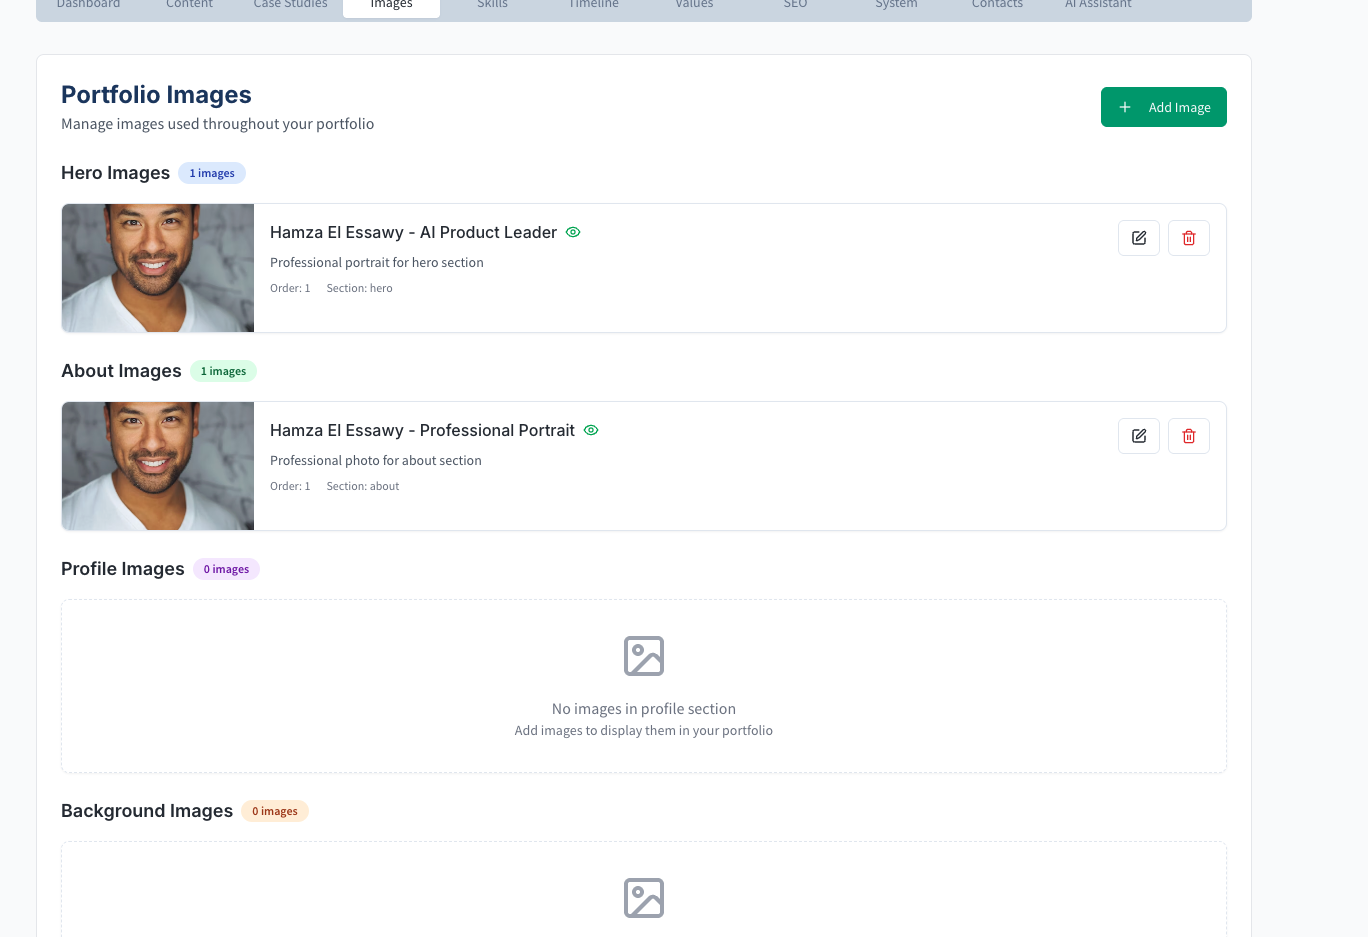 Dashboard Content Case Studies Images Skills Timeline Values SEO System Contacts AI Assistant
Portfolio Images
Manage images used throughout your portfolio
Add Image
Hero Images 1 images
Hamza El Essawy - AI Product Leader
Professional portrait for hero section
Order: 1 Section: hero
About Images 1 images
Hamza El Essawy - Professional Portrait
Professional photo for about section
Order: 1 Section: about
Profile Images 0 images
No images in profile section
Add images to display them in your portfolio
Background Images 0 images